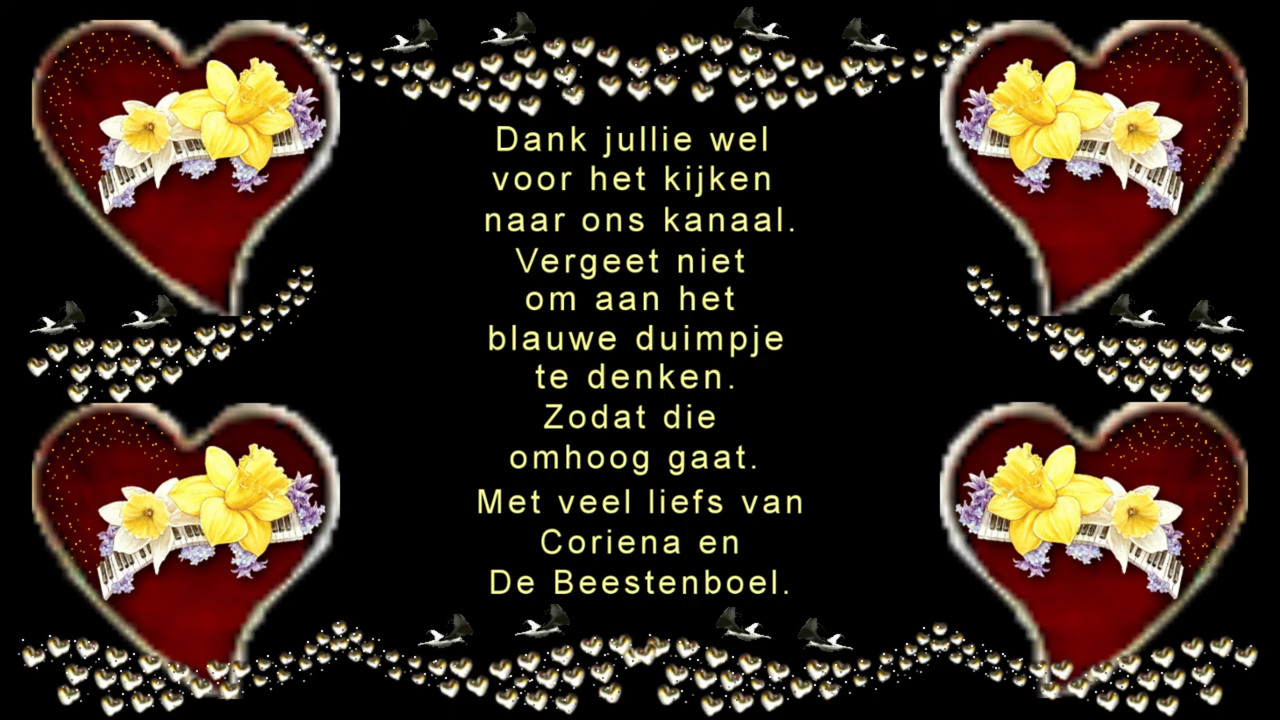 Dank jullie wel
voor het kijken
naar ons kanaal.
Vergeet niet
om aan het
blauwe duimpje
te denken.
Zodat die
omhoog gaat.
Met veel liefs van
Coriena en
De Beestenboel.